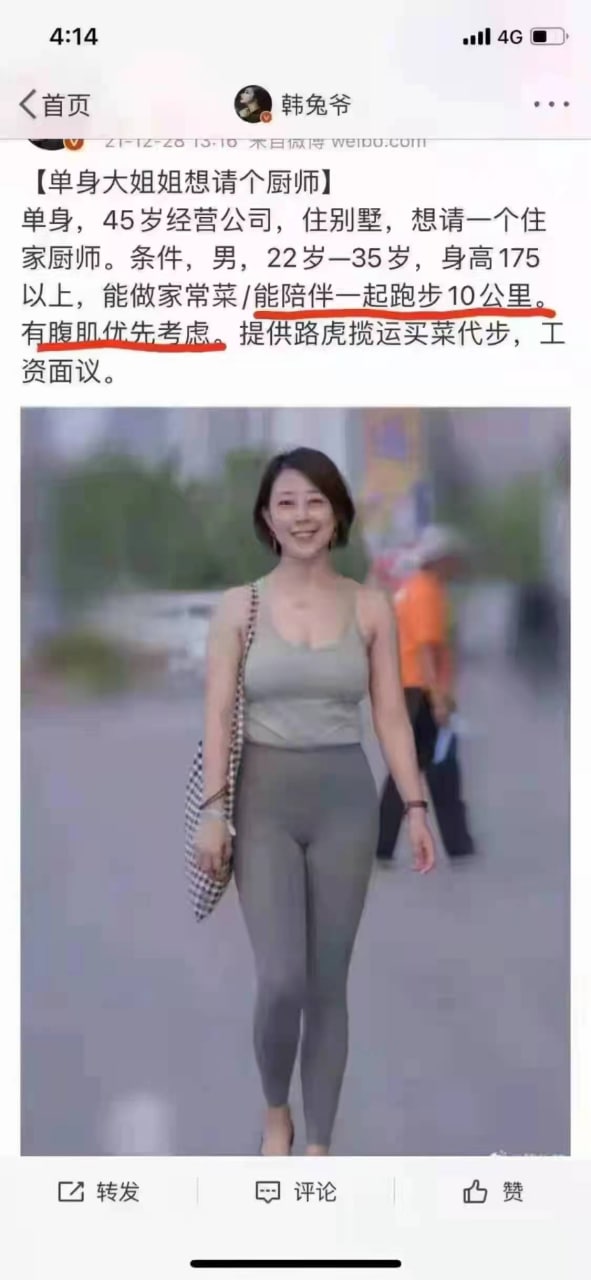 4:14
4G
首页
韩兔爷
21-12-28 13:16 来自微博 weibo.com
【单身大姐姐想请个厨师】
单身，45岁经营公司，住别墅，想请一个住
家厨师。条件，男，22岁—35岁，身高175
以上，能做家常菜/能陪伴一起跑步10公里。
有腹肌优先考虑。提供路虎揽运买菜代步，工
资面议。
转发
评论
赞